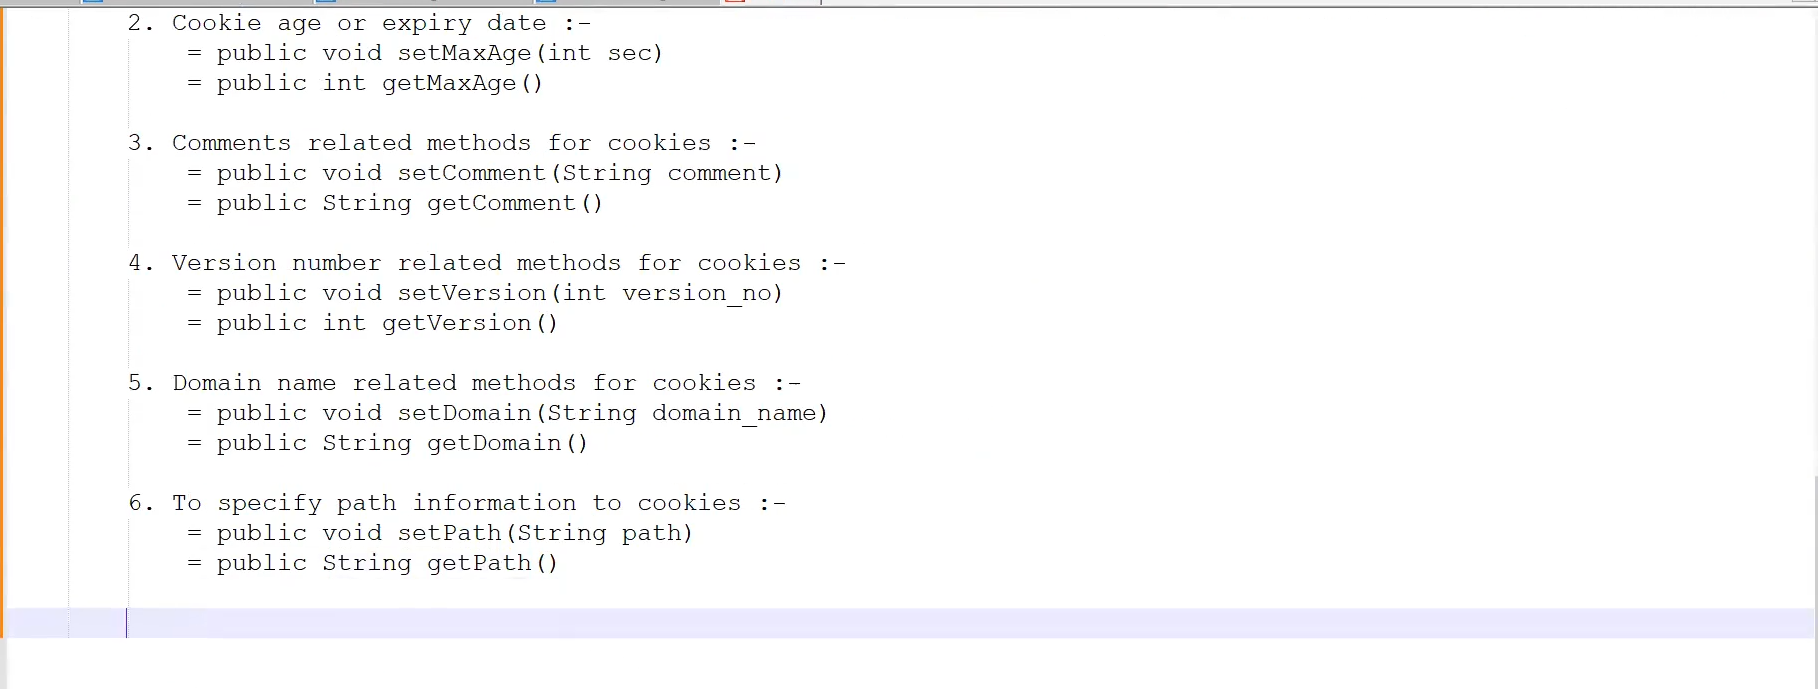 2. Cookie age or expiry date :-
= public void setMaxAge(int sec)
= public int getMaxAge()
3. Comments related methods for cookies :-
= public void setComment(String comment)
= public String getComment()
4. Version number related methods for cookies :-
= public void setVersion(int version_no)
= public int getVersion()
5. Domain name related methods for cookies :-
= public void setDomain(String domain_name)
= public String getDomain()
6. To specify path information to cookies :-
= public void setPath(String path)
= public String getPath()